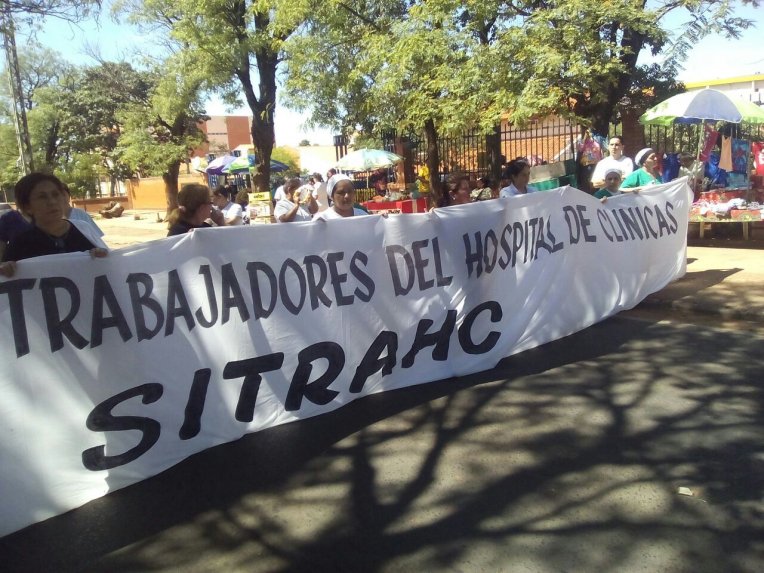 TRABAJADORES DEL HOSPITAL DE CLINICAS
SITRAHC